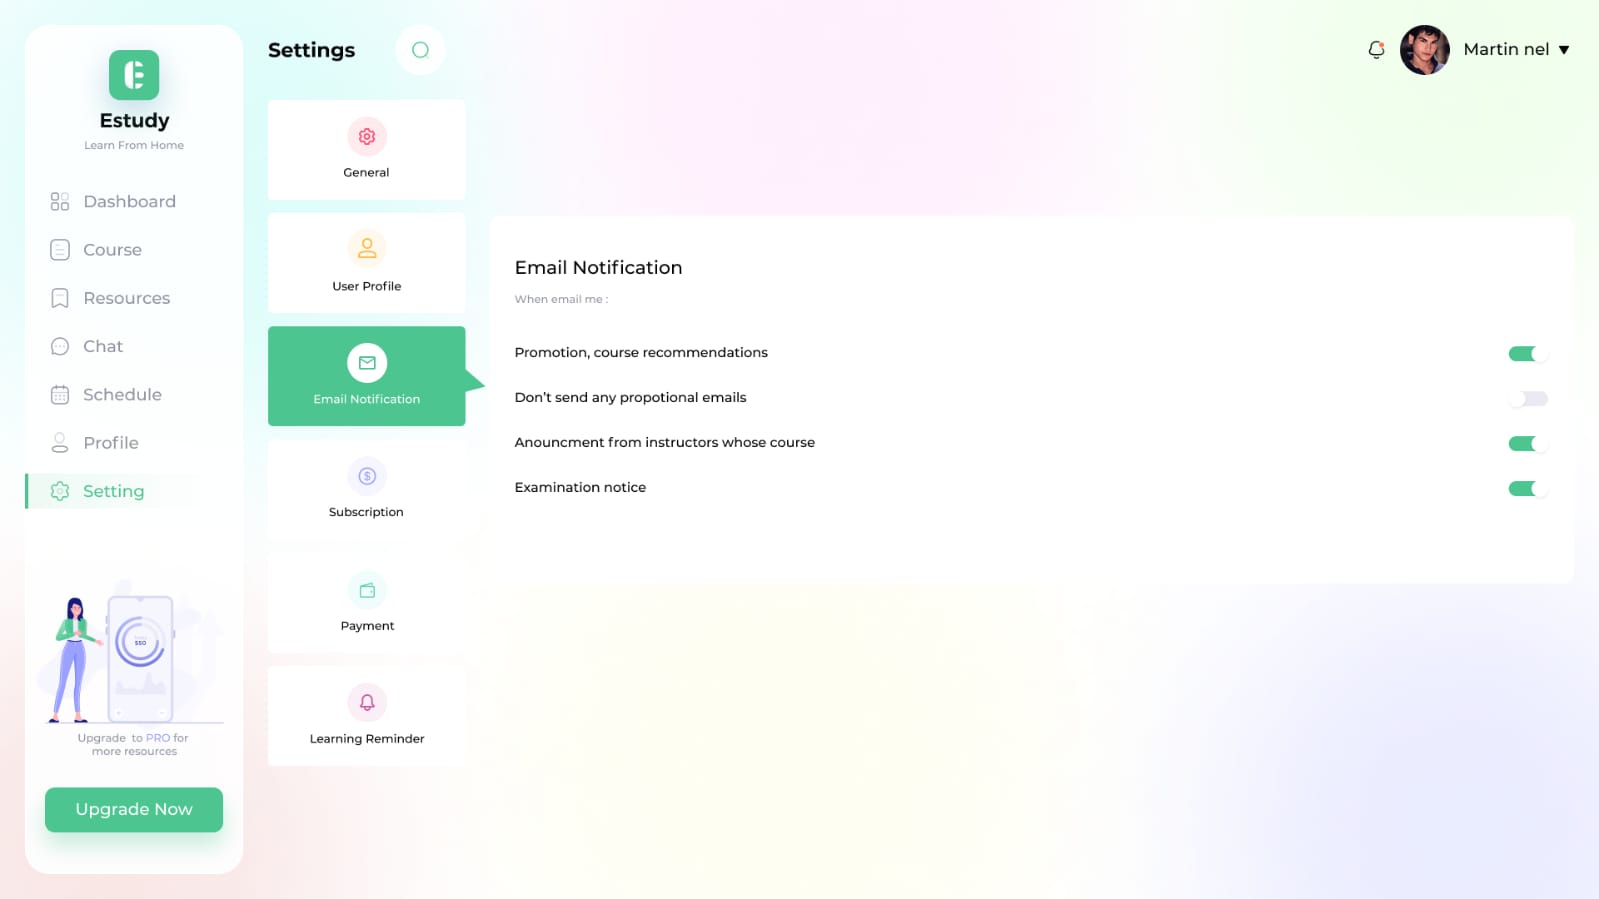 Estudy
Learn From Home
Dashboard
Course
Resources
Chat
Schedule
Profile
Setting
Upgrade to PRO for
more resources
Upgrade Now
Settings
Martin nel
General
User Profile
Email Notification
Subscription
Payment
Learning Reminder
Email Notification
When email me :
Promotion, course recommendations
Don’t send any propotional emails
Anouncment from instructors whose course
Examination notice